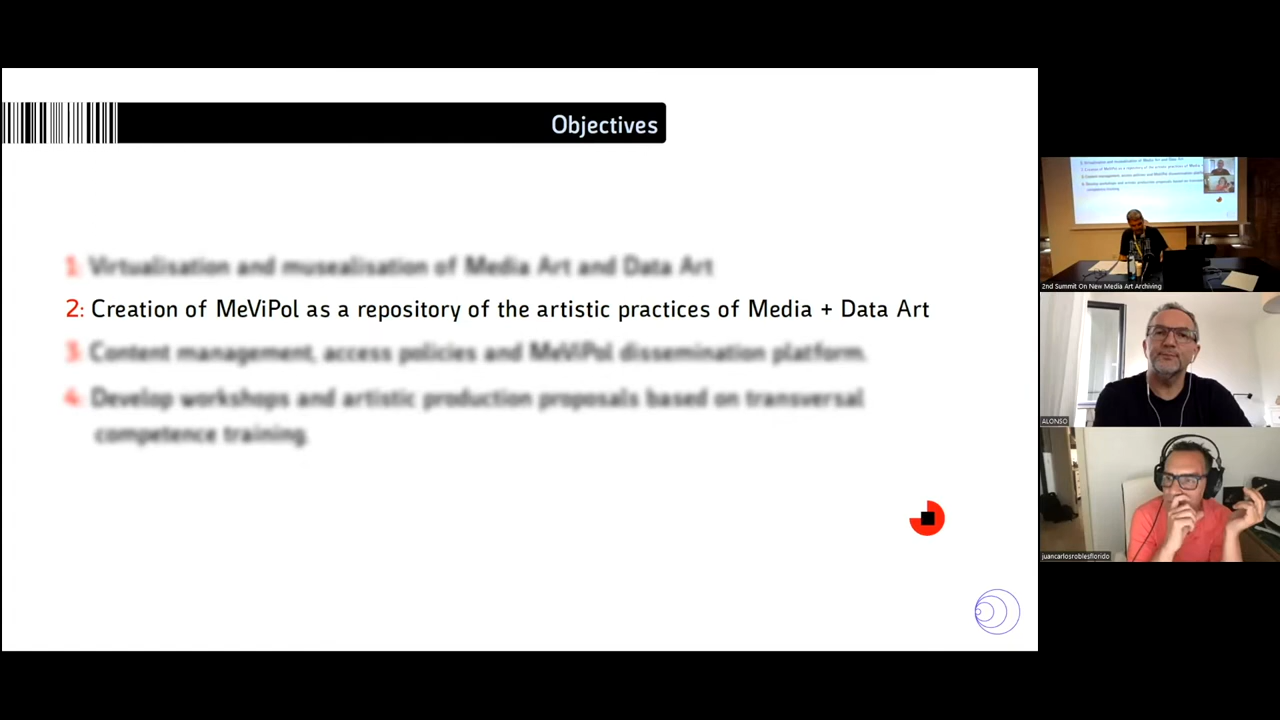 Objectives
1: Virtualisation and musealisation of Media Art and Data Art
2: Creation of MeViPol as a repository of the artistic practices of Media + Data Art
3: Content management, access policies and MeViPol dissemination platform.
4: Develop workshops and artistic production proposals based on transversal
competence training.
2nd Summit On New Media Art Archiving
ALONSO
juancarlosroblesflorido